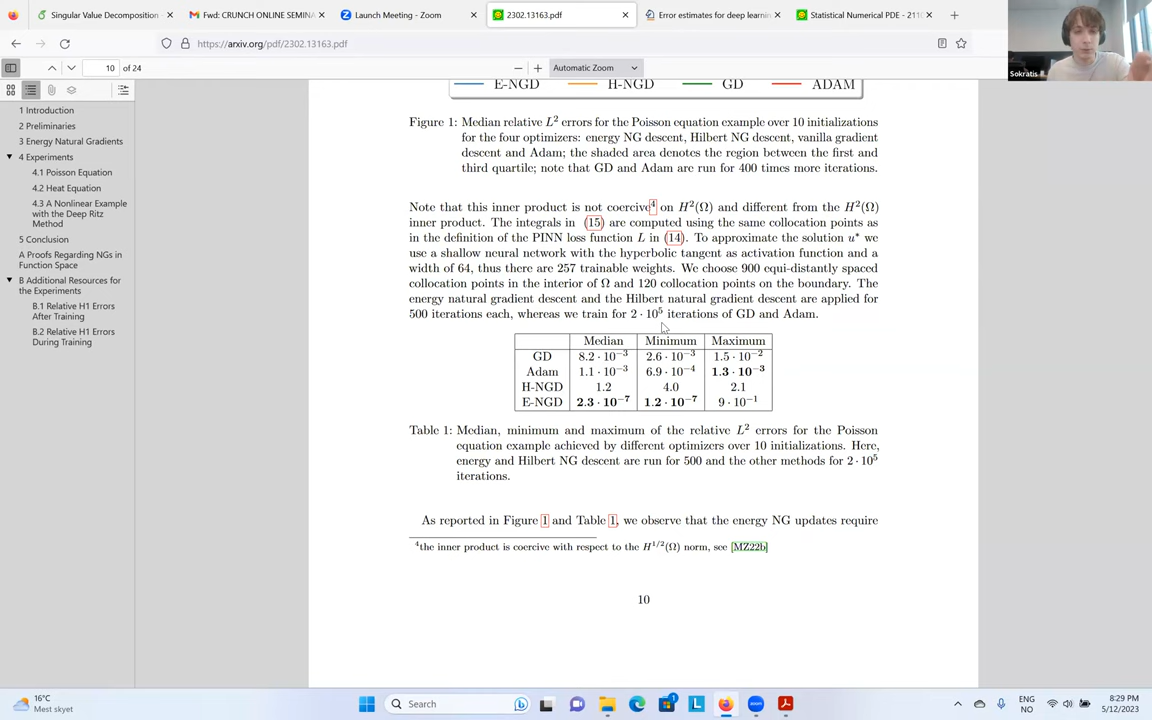 Singular Value Decomposition
Fwd: CRUNCH ONLINE SEMINA
Launch Meeting - Zoom
2302.13163.pdf
Error estimates for deep learnin
Statistical Numerical PDE - 2110
https://arxiv.org/pdf/2302.13163.pdf
10 of 24
Automatic Zoom
Sokratis
1 Introduction
2 Preliminaries
3 Energy Natural Gradients
4 Experiments
4.1 Poisson Equation
4.2 Heat Equation
4.3 A Nonlinear Example
with the Deep Ritz
Method
5 Conclusion
A Proofs Regarding NGs in
Function Space
B Additional Resources for
the Experiments
B.1 Relative H1 Errors
After Training
B.2 Relative H1 Errors
During Training
E-NGD H-NGD GD ADAM
Figure 1: Median relative L² errors for the Poisson equation example over 10 initializations
for the four optimizers: energy NG descent, Hilbert NG descent, vanilla gradient
descent and Adam; the shaded area denotes the region between the first and
third quartile; note that GD and Adam are run for 400 times more iterations.
Note that this inner product is not coercive⁴ on H²(Ω) and different from the H²(Ω)
inner product. The integrals in (15) are computed using the same collocation points as
in the definition of the PINN loss function L in (14). To approximate the solution u* we
use a shallow neural network with the hyperbolic tangent as activation function and a
width of 64, thus there are 257 trainable weights. We choose 900 equi-distantly spaced
collocation points in the interior of Ω and 120 collocation points on the boundary. The
energy natural gradient descent and the Hilbert natural gradient descent are applied for
500 iterations each, whereas we train for 2 · 10⁵ iterations of GD and Adam.
Median Minimum Maximum
GD 8.2 · 10⁻³ 2.6 · 10⁻³ 1.5 · 10⁻²
Adam 1.1 · 10⁻³ 6.9 · 10⁻⁴ 1.3 · 10⁻³
H-NGD 1.2 4.0 2.1
E-NGD 2.3 · 10⁻⁷ 1.2 · 10⁻⁷ 9 · 10⁻¹
Table 1: Median, minimum and maximum of the relative L² errors for the Poisson
equation example achieved by different optimizers over 10 initializations. Here,
energy and Hilbert NG descent are run for 500 and the other methods for 2 · 10⁵
iterations.
As reported in Figure 1 and Table 1, we observe that the energy NG updates require
⁴the inner product is coercive with respect to the H¹/²(Ω) norm, see [MZ22b]
10
16°C
Mest skyet
Search
ENG
NO
8:29 PM
5/12/2023